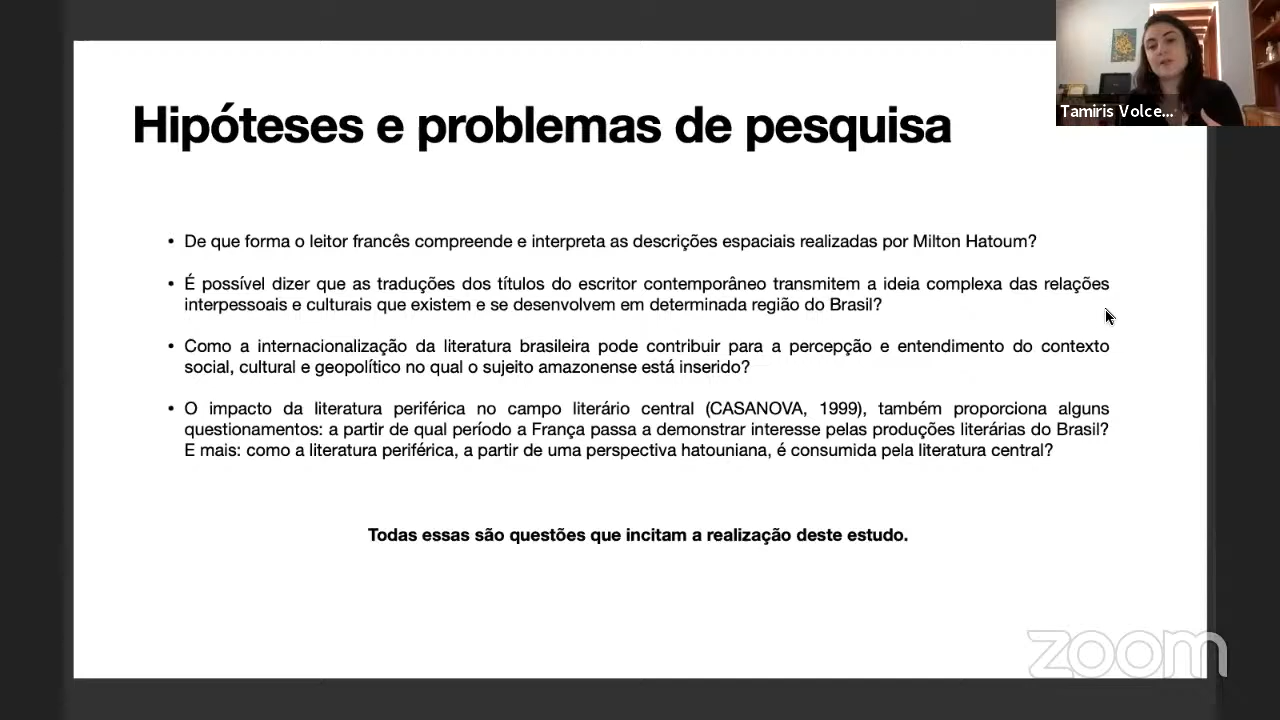 Tamiris Volce...
Hipóteses e problemas de pesquisa
• De que forma o leitor francês compreende e interpreta as descrições espaciais realizadas por Milton Hatoum?
• É possível dizer que as traduções dos títulos do escritor contemporâneo transmitem a ideia complexa das relações
interpessoais e culturais que existem e se desenvolvem em determinada região do Brasil?
• Como a internacionalização da literatura brasileira pode contribuir para a percepção e entendimento do contexto
social, cultural e geopolítico no qual o sujeito amazonense está inserido?
• O impacto da literatura periférica no campo literário central (CASANOVA, 1999), também proporciona alguns
questionamentos: a partir de qual período a França passa a demonstrar interesse pelas produções literárias do Brasil?
E mais: como a literatura periférica, a partir de uma perspectiva hatouniana, é consumida pela literatura central?
Todas essas são questões que incitam a realização deste estudo.
zoom